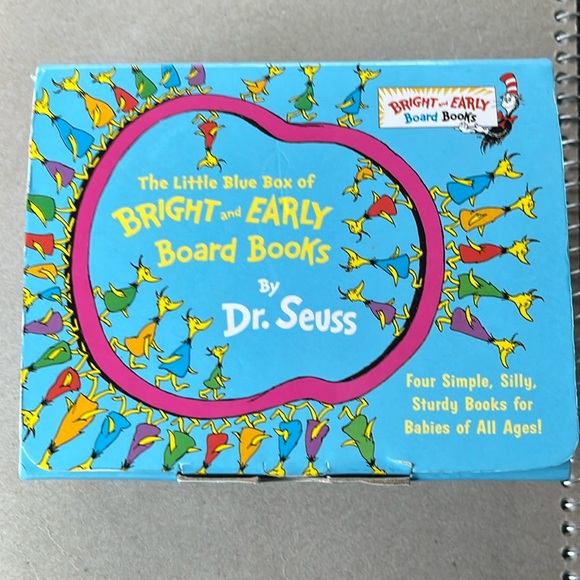 BRIGHT and EARLY
Board Books
The Little Blue Box of
BRIGHT and EARLY
Board Books
By
Dr. Seuss
Four Simple, Silly,
Sturdy Books for
Babies of All Ages!